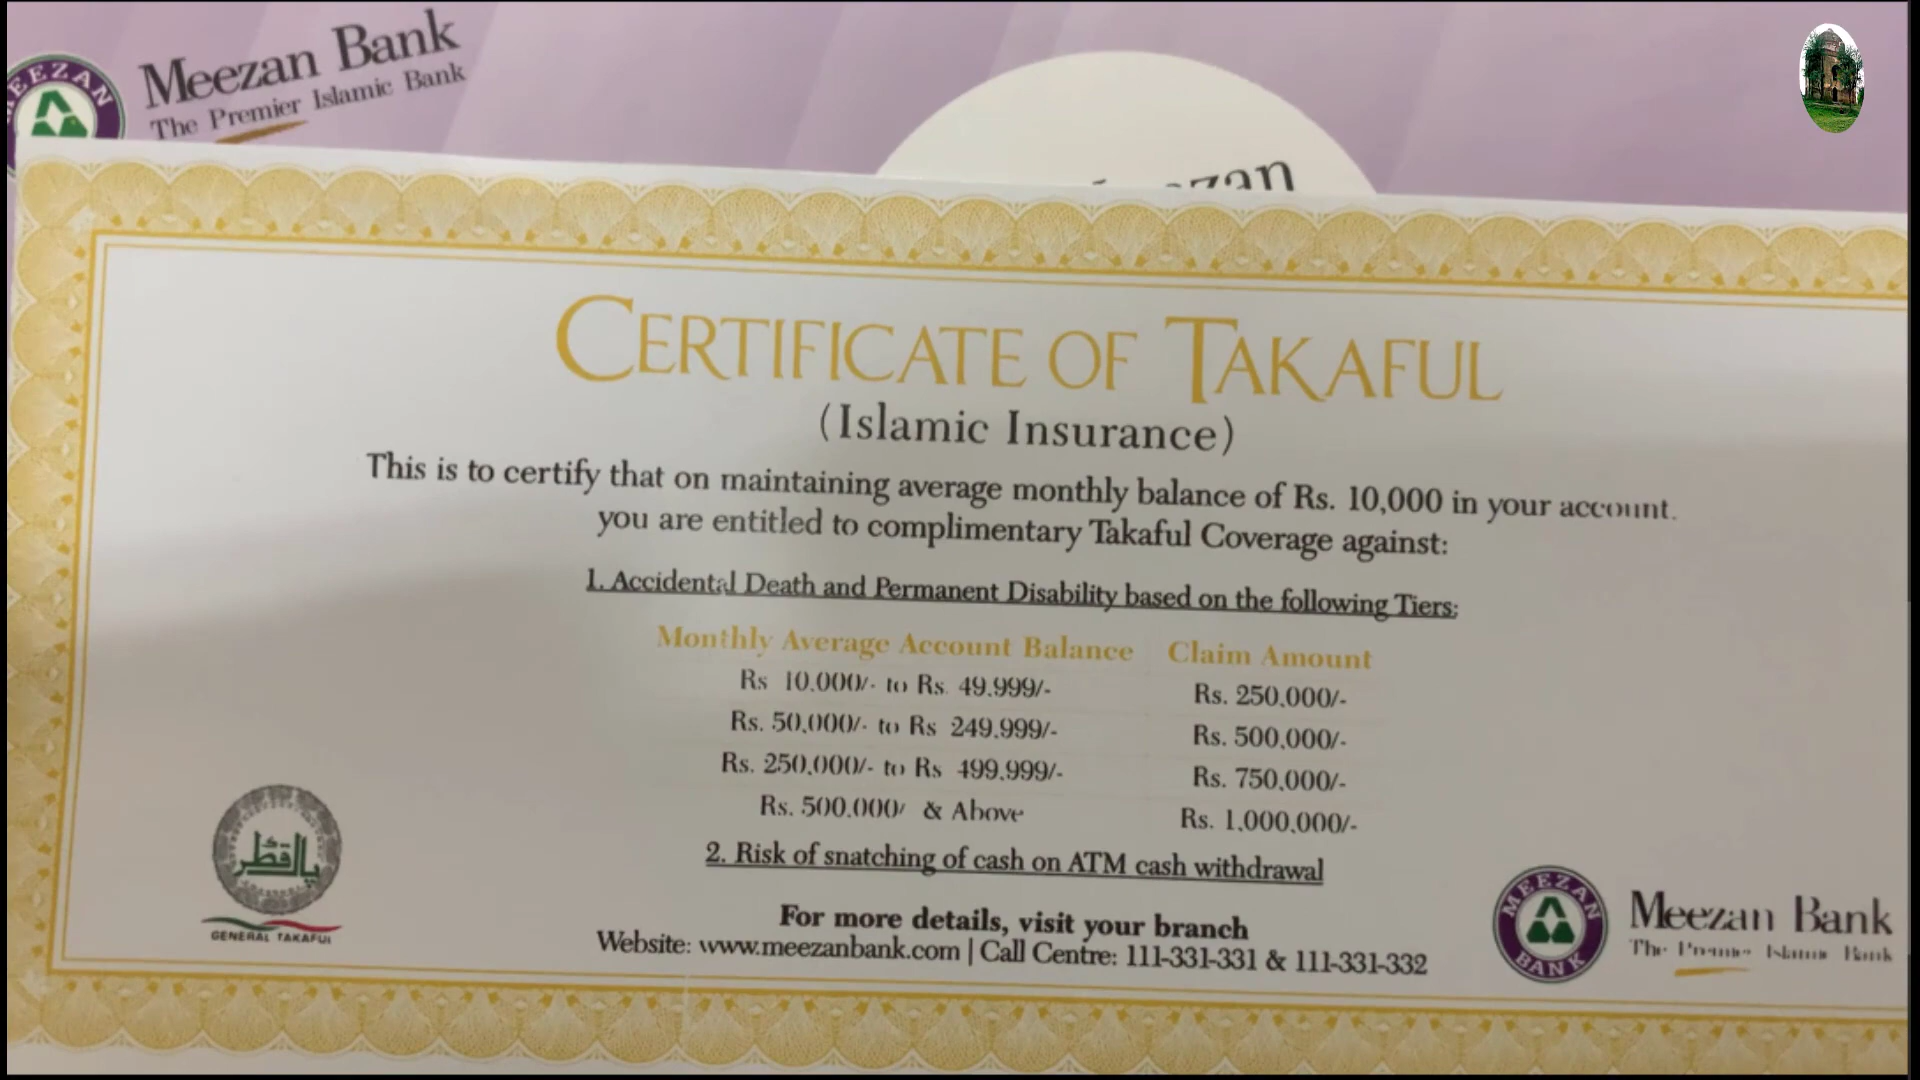 MEEZAN
Meezan Bank
The Premier Islamic Bank
CERTIFICATE OF TAKAFUL
(Islamic Insurance)
This is to certify that on maintaining average monthly balance of Rs. 10,000 in your account.
you are entitled to complimentary Takaful Coverage against:
1. Accidental Death and Permanent Disability based on the following Tiers:
Monthly Average Account Balance Claim Amount
Rs 10.000/- to Rs. 49.999/- Rs. 250,000/-
Rs. 50,000/- to Rs 249.999/- Rs. 500,000/-
Rs. 250,000/- to Rs 499.999/- Rs. 750,000/-
Rs. 500.000/ & Above Rs. 1,000,000/-
2. Risk of snatching of cash on ATM cash withdrawal
For more details, visit your branch
Website: www.meezanbank.com | Call Centre: 111-331-331 & 111-331-332
GENERAL TAKAFUL
MEEZAN BANK
Meezan Bank
The Premier Islamic Bank